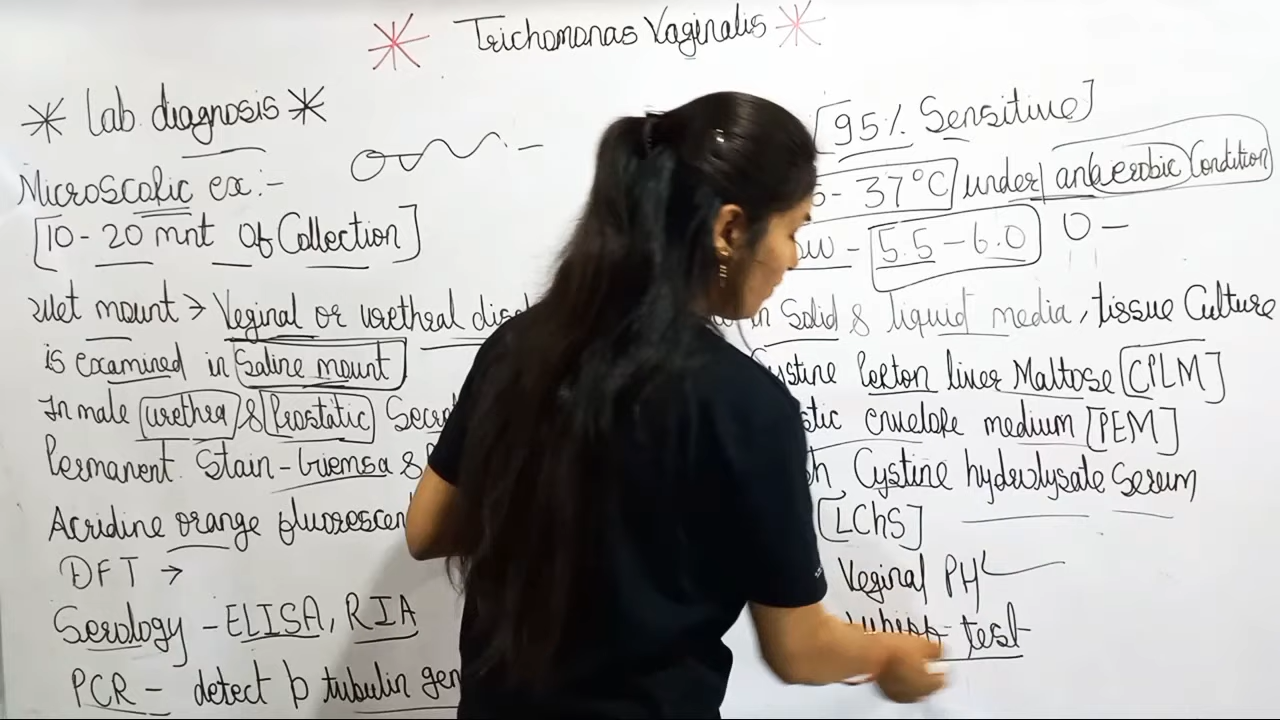 Trichomonas Vaginalis
Lab diagnosis
Microscopic ex:-
[10-20 mnt of Collection]
Wet mount → Veginal or urethral
is examined in Saline mount
In male urethra & Prostatic
Permanent Stain - Giemsa &
Acridine orange
DFT →
Serology - ELISA, RIA
PCR - detect β tubulin
[95% Sensitive]
- 37°C under anaerobic Condition
- 5.5-6.0 O -
in Solid & liquid media, tissue Culture
Pepton liver Maltose [CPLM]
envelope medium [PEM]
Cystine hydrolysate Serum
[LChS]
Veginal PH
test